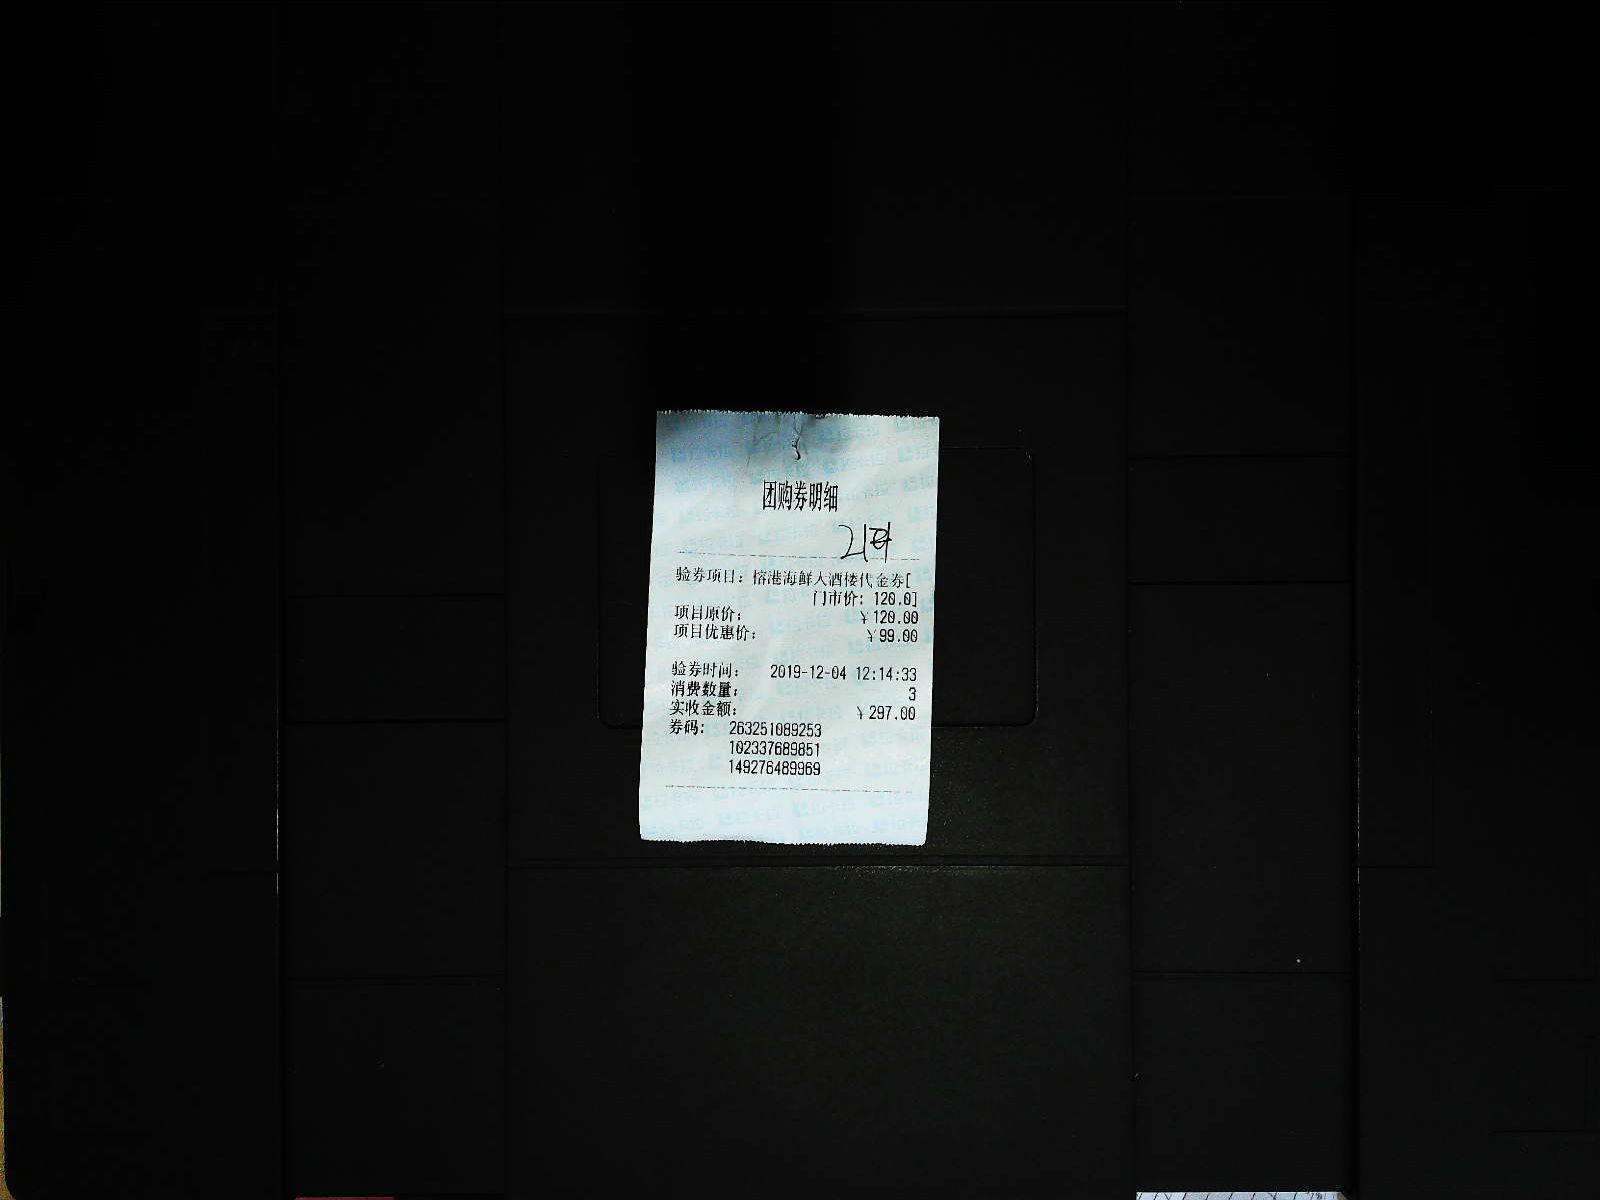 团购券明细
验券项目：榕港海鲜大酒楼代金券[
门市价：120.0]
项目原价：￥120.00
项目优惠价：￥99.00
验券时间：2019-12-04 12:14:33
消费数量：3
实收金额：￥297.00
券码：263251089253
102337689851
149276489969